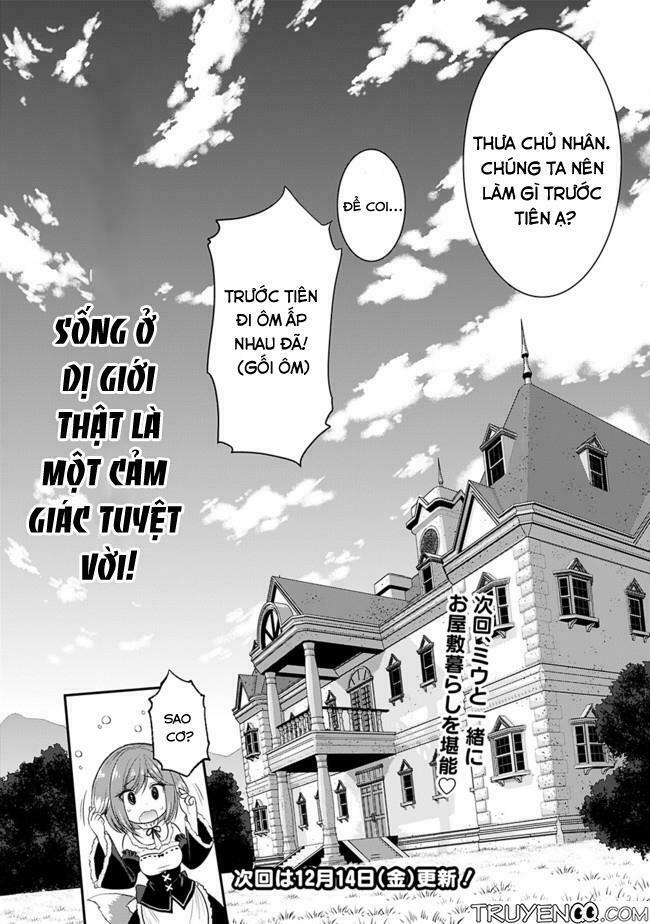 THƯA CHỦ NHÂN.
CHÚNG TA NÊN
LÀM GÌ TRƯỚC
TIÊN Ạ?
ĐỂ COI...
TRƯỚC TIÊN
ĐI ÔM ẤP
NHAU ĐÃ!
(GỐI ÔM)
SỐNG Ở
DỊ GIỚI
THẬT LÀ
MỘT CẢM
GIÁC TUYỆT
VỜI!
次回、ミウと一緒に
お屋敷暮らしを堪能♡
SAO
CƠ?
次回は12月14日(金)更新!
TRUYENQQ.COM